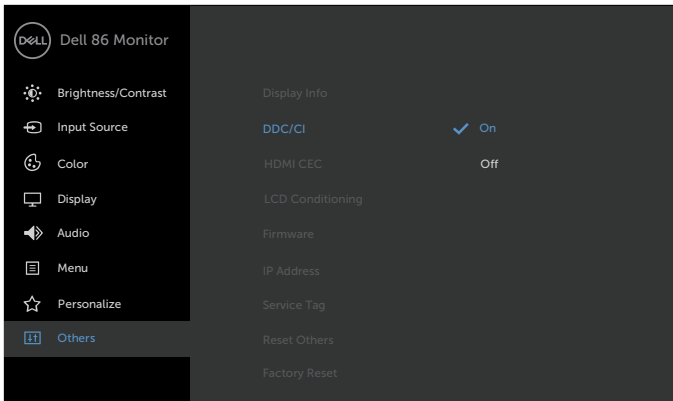 DELL Dell 86 Monitor
Brightness/Contrast
Input Source
Color
Display
Audio
Menu
Personalize
Others
Display Info
DDC/CI On
HDMI CEC Off
LCD Conditioning
Firmware
IP Address
Service Tag
Reset Others
Factory Reset